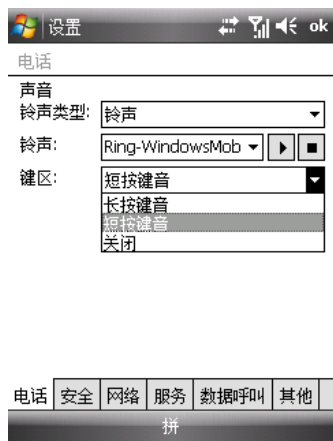 设置 ok
电话
声音
铃声类型: 铃声
铃声: Ring-WindowsMob
键区: 短按键音
长按键音
短按键音
关闭
电话 安全 网络 服务 数据呼叫 其他
拼